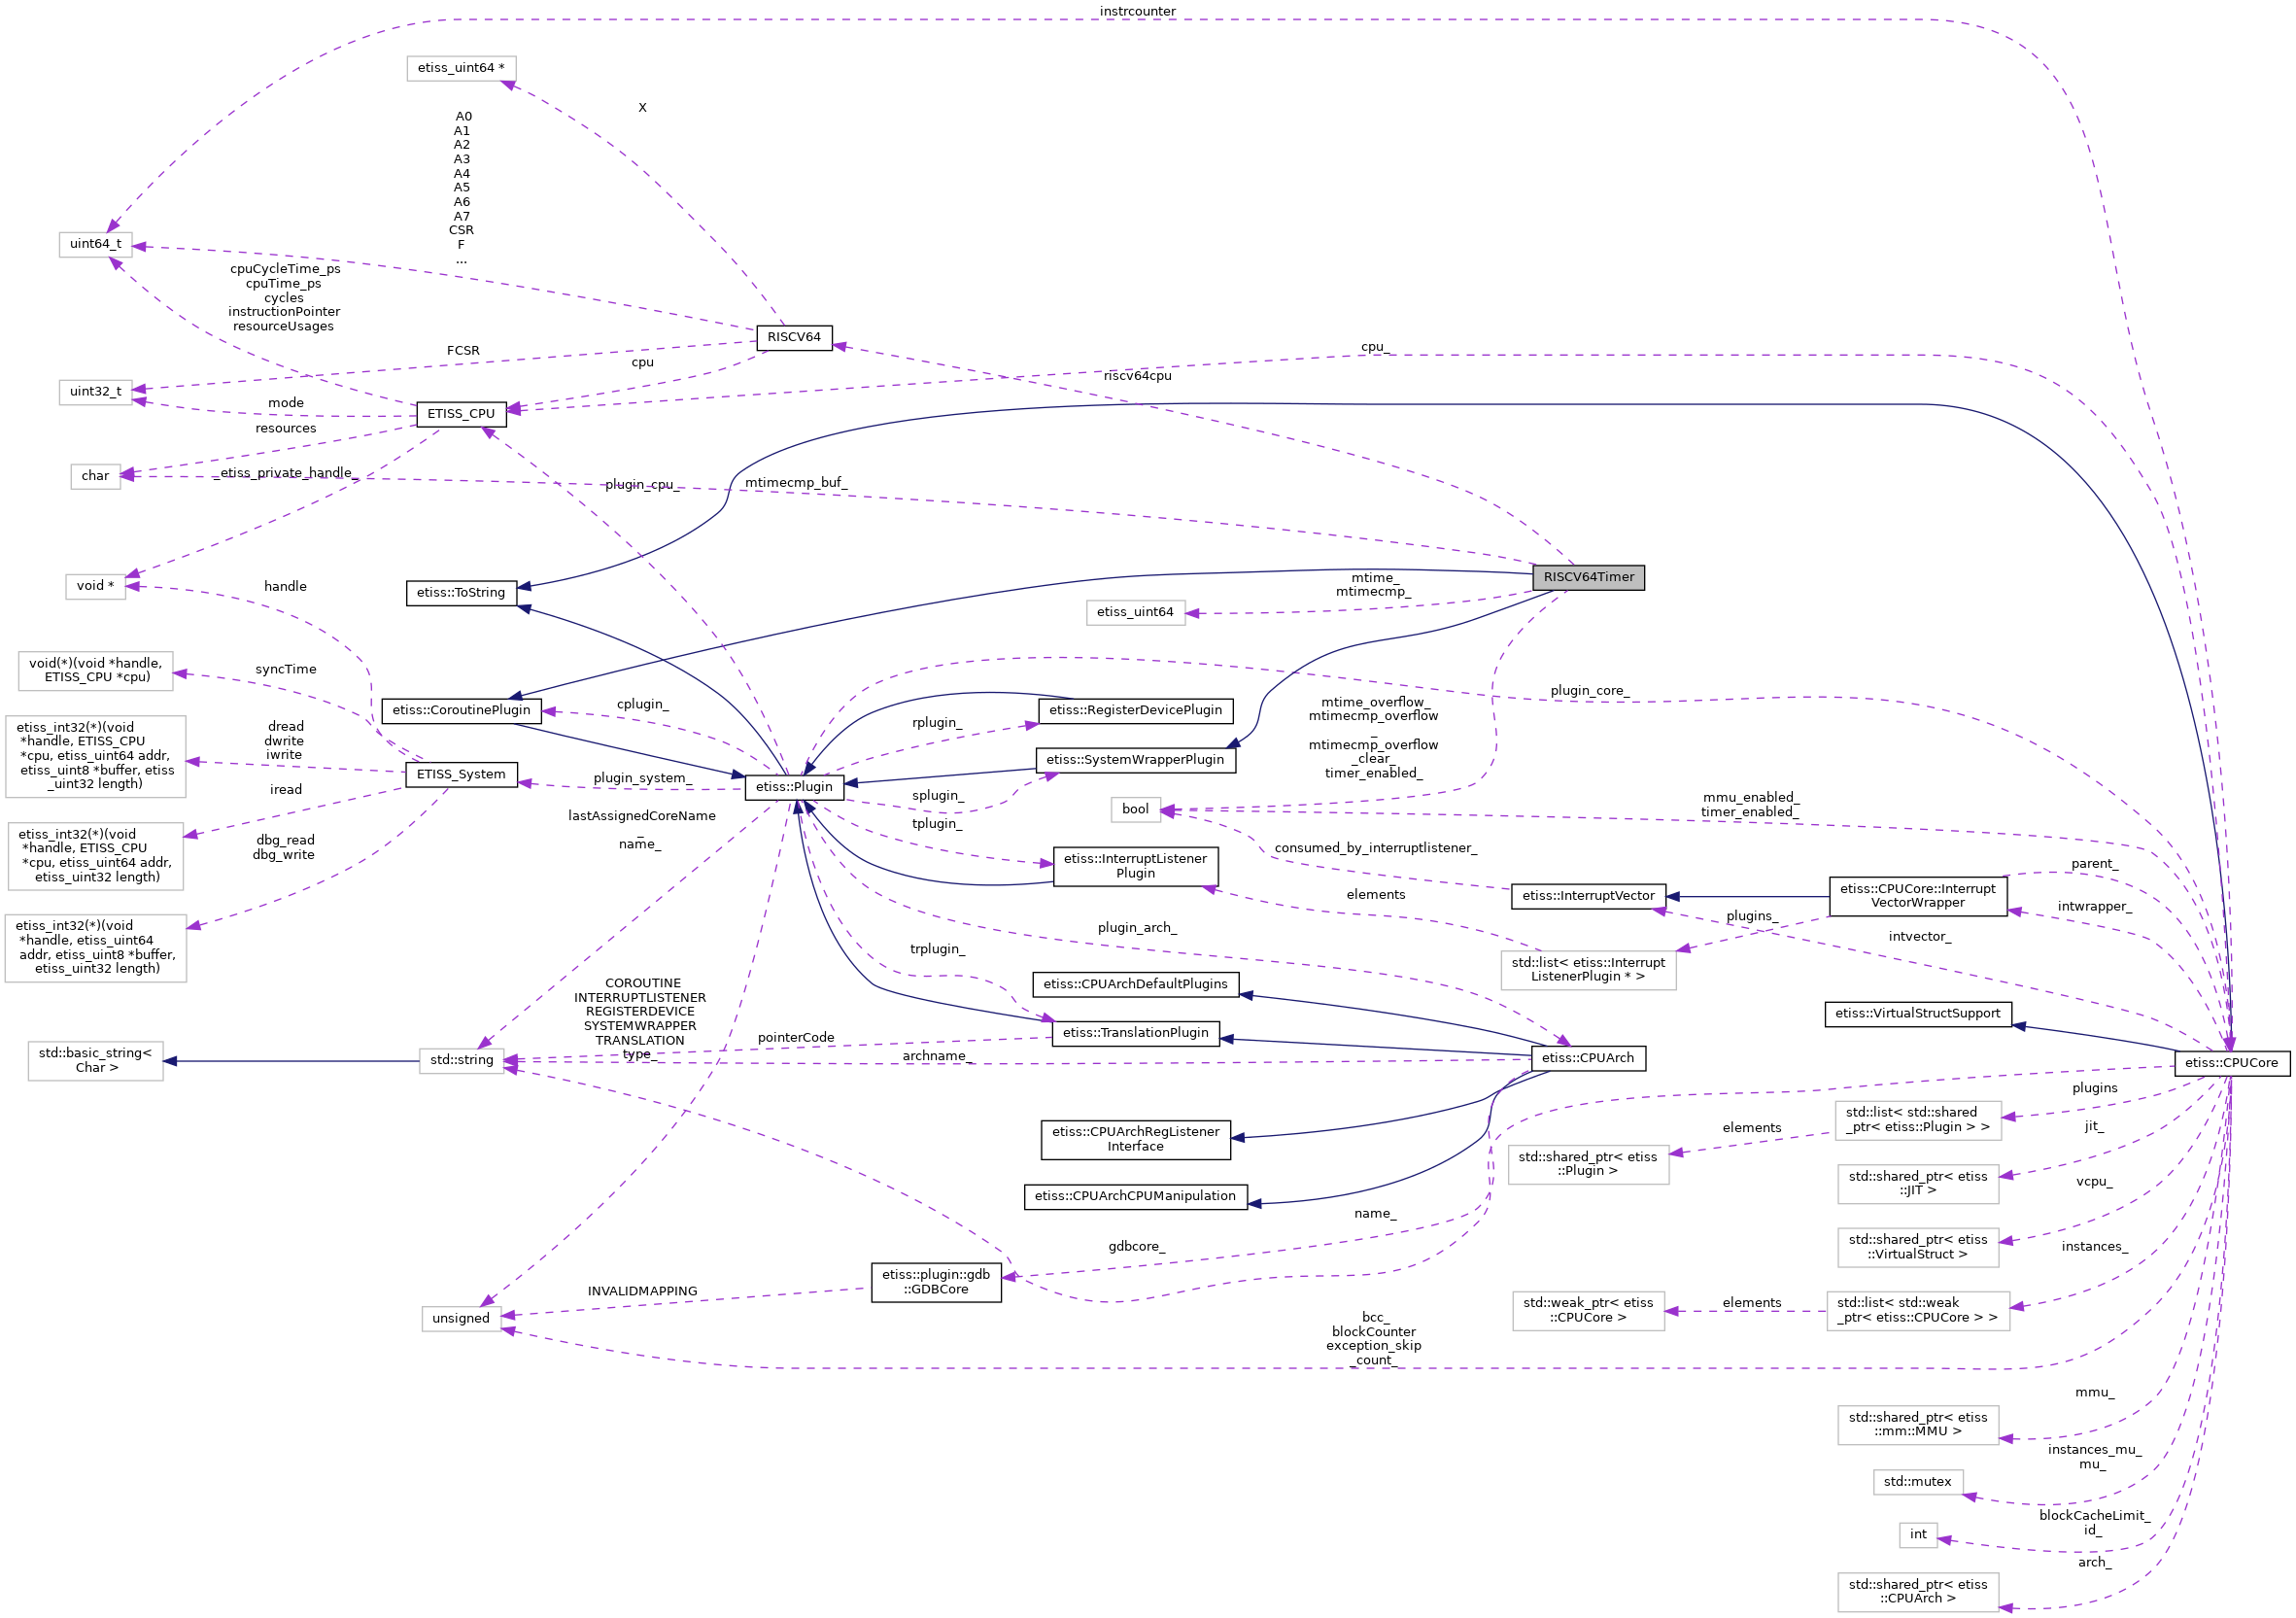 instrcounter
etiss_uint64 *
X
A0
A1
A2
A3
A4
A5
A6
A7
CSR
F
...
uint64_t
cpuCycleTime_ps
cpuTime_ps
cycles
instructionPointer
resourceUsages
RISCV64
FCSR
cpu
cpu_
riscv64cpu
uint32_t
mode
ETISS_CPU
resources
char
_etiss_private_handle_
plugin_cpu_
mtimecmp_buf_
void *
handle
etiss::ToString
RISCV64Timer
mtime_
mtimecmp_
etiss_uint64
void(*)(void *handle,
ETISS_CPU *cpu)
syncTime
etiss::CoroutinePlugin
cplugin_
rplugin_
etiss::RegisterDevicePlugin
plugin_core_
mtime_overflow_
mtimecmp_overflow
_
mtimecmp_overflow
_clear_
timer_enabled_
etiss_int32(*)(void
*handle, ETISS_CPU
*cpu, etiss_uint64 addr,
etiss_uint8 *buffer, etiss
_uint32 length)
dread
dwrite
iwrite
ETISS_System
plugin_system_
etiss::Plugin
etiss::SystemWrapperPlugin
splugin_
tplugin_
bool
mmu_enabled_
timer_enabled_
iread
etiss_int32(*)(void
*handle, ETISS_CPU
*cpu, etiss_uint64 addr,
etiss_uint32 length)
dbg_read
dbg_write
lastAssignedCoreName
_
name_
etiss::InterruptListener
Plugin
consumed_by_interruptlistener_
elements
etiss::InterruptVector
etiss::CPUCore::Interrupt
VectorWrapper
parent_
intwrapper_
plugins_
intvector_
etiss_int32(*)(void
*handle, etiss_uint64
addr, etiss_uint8 *buffer,
etiss_uint32 length)
plugin_arch_
trplugin_
std::list< etiss::Interrupt
ListenerPlugin * >
etiss::CPUArchDefaultPlugins
etiss::VirtualStructSupport
COROUTINE
INTERRUPTLISTENER
REGISTERDEVICE
SYSTEMWRAPPER
TRANSLATION
type_
pointerCode
etiss::TranslationPlugin
std::basic_string<
Char >
std::string
archname_
etiss::CPUArch
etiss::CPUCore
plugins
std::list< std::shared
_ptr< etiss::Plugin > >
elements
std::shared_ptr< etiss
::Plugin >
jit_
std::shared_ptr< etiss
::JIT >
etiss::CPUArchRegListener
Interface
etiss::CPUArchCPUManipulation
vcpu_
std::shared_ptr< etiss
::VirtualStruct >
name_
gdbcore_
instances_
etiss::plugin::gdb
::GDBCore
INVALIDMAPPING
unsigned
std::weak_ptr< etiss
::CPUCore >
elements
std::list< std::weak
_ptr< etiss::CPUCore > >
bcc_
blockCounter
exception_skip
_count_
mmu_
std::shared_ptr< etiss
::mm::MMU >
instances_mu_
mu_
std::mutex
blockCacheLimit_
id_
int
arch_
std::shared_ptr< etiss
::CPUArch >